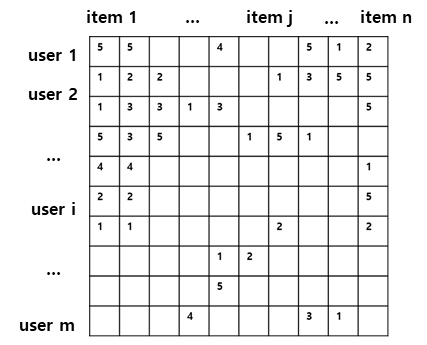 item 1 ... item j ... item n
user 1 5 5 4 5 1 2
1 2 2 1 3 5 5
user 2
1 3 3 1 3 5
5 3 5 1 5 1
...
4 4 1
2 2 5
user i
1 1 2 2
1 2
...
5
user m 4 3 1